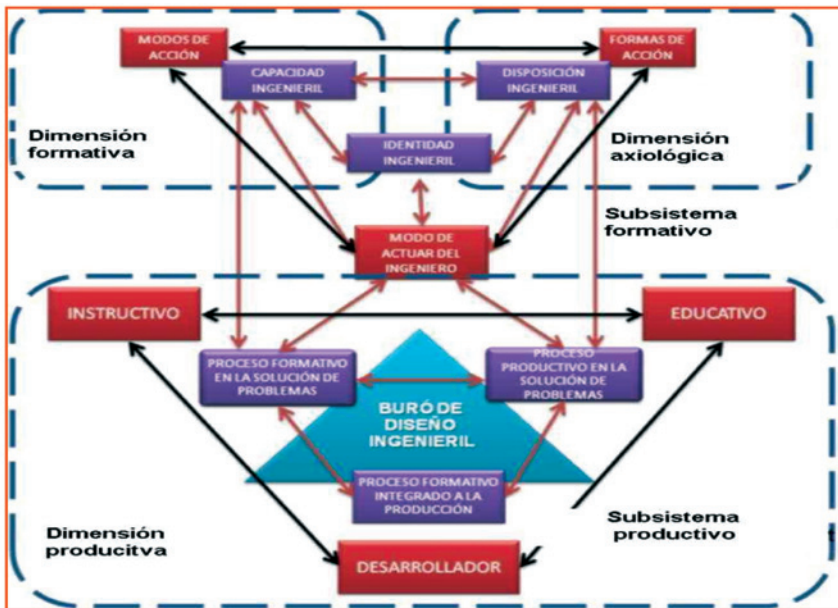 MODOS DE
ACCIÓN
FORMAS DE
ACCIÓN
CAPACIDAD
INGENIERIL
DISPOSICIÓN
INGENIERIL
Dimensión
formativa
IDENTIDAD
INGENIERIL
Dimensión
axiológica
Subsistema
formativo
MODO DE
ACTUAR DEL
INGENIERO
INSTRUCTIVO
EDUCATIVO
PROCESO FORMATIVO
EN LA SOLUCIÓN DE
PROBLEMAS
PROCESO
PRODUCTIVO EN LA
SOLUCIÓN DE
PROBLEMAS
BURÓ DE
DISEÑO
INGENIERIL
PROCESO FORMATIVO
INTEGRADO A LA
PRODUCCIÓN
Dimensión
producitva
Subsistema
productivo
DESARROLLADOR